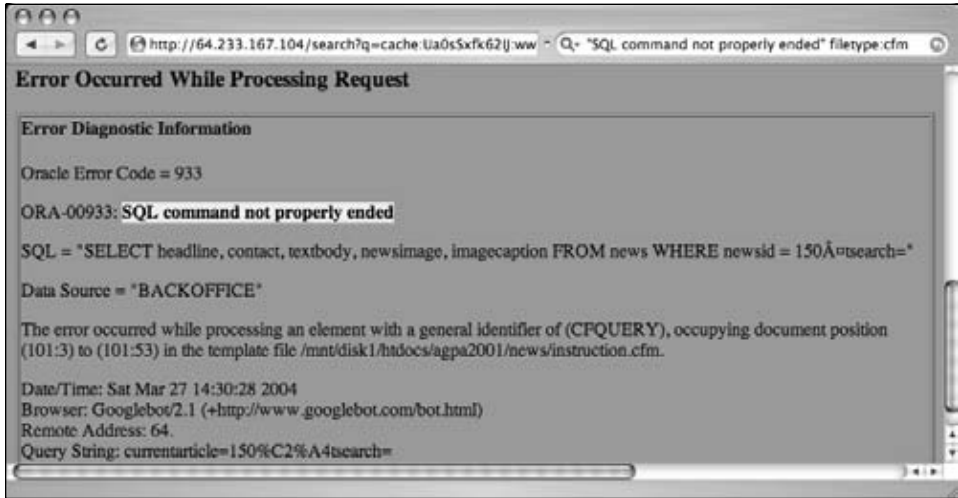 http://64.233.167.104/search?q=cache:Ua0sSxfk62IJ:ww
"SQL command not properly ended" filetype:cfm
Error Occurred While Processing Request
Error Diagnostic Information
Oracle Error Code = 933
ORA-00933: SQL command not properly ended
SQL = "SELECT headline, contact, textbody, newsimage, imagecaption FROM news WHERE newsid = 150Â¤tsearch="
Data Source = "BACKOFFICE"
The error occurred while processing an element with a general identifier of (CFQUERY), occupying document position
(101:3) to (101:53) in the template file /mnt/disk1/htdocs/agpa2001/news/instruction.cfm.
Date/Time: Sat Mar 27 14:30:28 2004
Browser: Googlebot/2.1 (+http://www.googlebot.com/bot.html)
Remote Address: 64.
Query String: currentarticle=150%C2%A4tsearch=